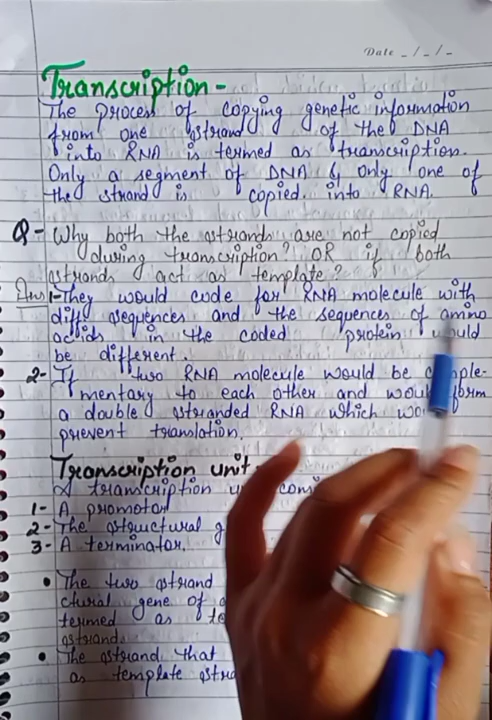 Date _ / _ / _
Transcription -
The process of copying genetic information
from one strand of the DNA
into RNA is termed as transcription.
Only a segment of DNA & only one of
the strand is copied into RNA.
Q- Why both the strands are not copied
during transcription? OR if both
strands act as template?
Ans 1- They would code for RNA molecule with
diff sequences and the sequences of amino
acids in the coded protein would
be different.
2- If two RNA molecule would be
mentary to each other and
a double stranded RNA which
prevent translation.
Transcription unit
A transcription
1- A promotor
2- The structural
3- A terminator.
• The two strand
ctural gene of
termed as
strand.
• The strand that
as template